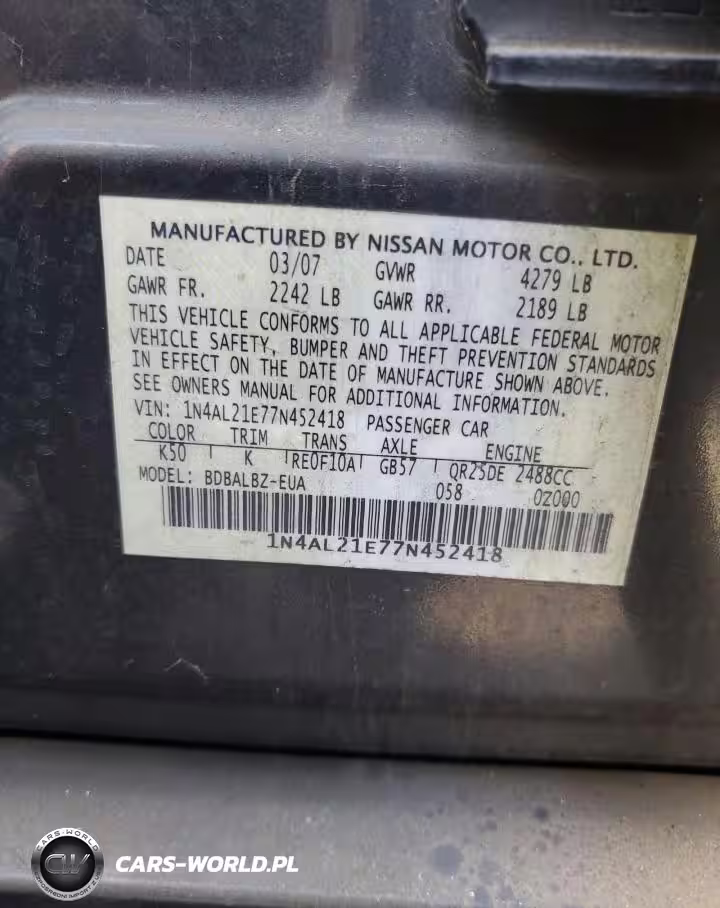 MANUFACTURED BY NISSAN MOTOR CO., LTD.
DATE 03/07 GVWR 4279 LB
GAWR FR. 2242 LB GAWR RR. 2189 LB
THIS VEHICLE CONFORMS TO ALL APPLICABLE FEDERAL MOTOR
VEHICLE SAFETY, BUMPER AND THEFT PREVENTION STANDARDS
IN EFFECT ON THE DATE OF MANUFACTURE SHOWN ABOVE.
SEE OWNERS MANUAL FOR ADDITIONAL INFORMATION.
VIN: 1N4AL21E77N452418 PASSENGER CAR
COLOR TRIM TRANS AXLE ENGINE
K50 K RE0F10A GB57 QR25DE 2488CC
MODEL: BDBALBZ-EUA 058 0Z000
1N4AL21E77N452418
CARS-WORLD
CW
CARS-WORLD.PL